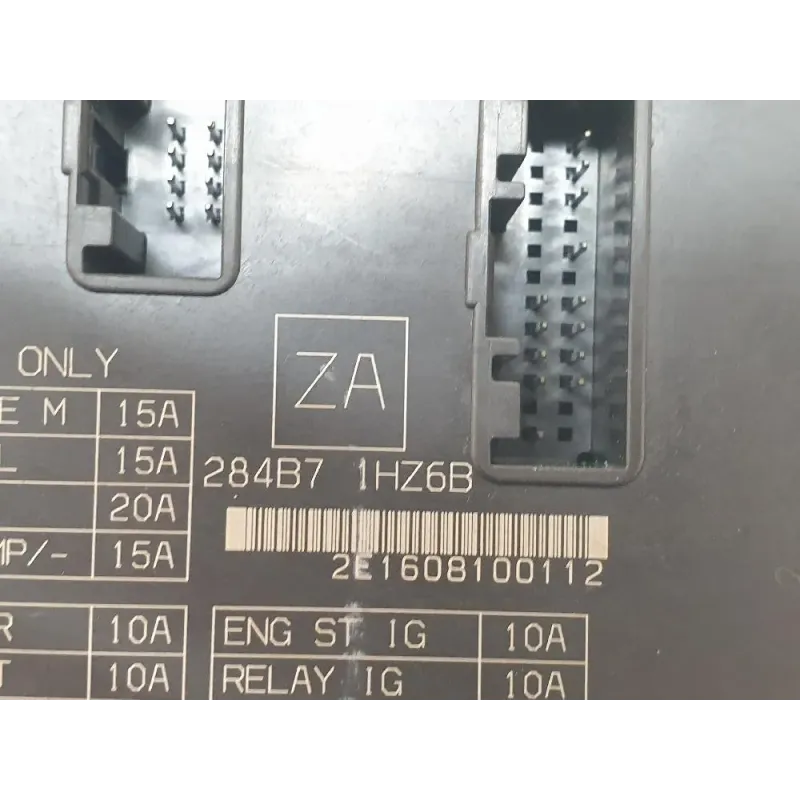 ONLY
ZA
E M 15A
L 15A
284B7 1HZ6B
20A
MP/- 15A
2E1608100112
R 10A
ENG ST IG 10A
T 10A
RELAY IG 10A